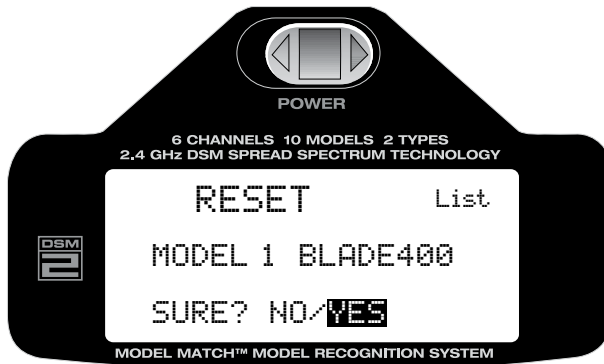 POWER
6 CHANNELS 10 MODELS 2 TYPES
2.4 GHz DSM SPREAD SPECTRUM TECHNOLOGY
RESET List
MODEL 1 BLADE400
SURE? NO/YES
DSM
2
MODEL MATCH™ MODEL RECOGNITION SYSTEM